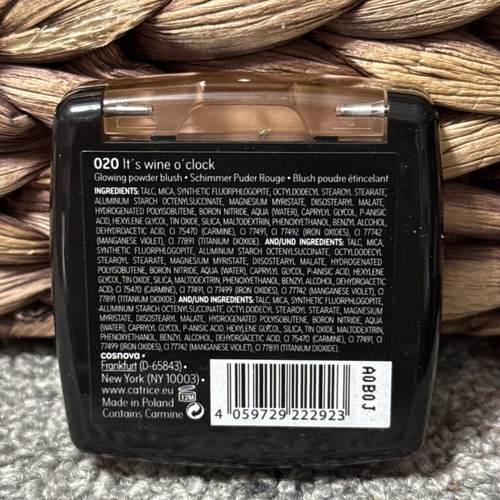 020 It´s wine o´clock
Glowing powder blush • Schimmer Puder Rouge • Blush poudre étincelant
INGREDIENTS: TALC, MICA, SYNTHETIC FLUORPHLOGOPITE, OCTYLDODECYL STEAROYL STEARATE,
ALUMINUM STARCH OCTENYLSUCCINATE, MAGNESIUM MYRISTATE, DIISOSTEARYL MALATE,
HYDROGENATED POLYISOBUTENE, BORON NITRIDE, AQUA (WATER), CAPRYLYL GLYCOL, P-ANISIC
ACID, HEXYLENE GLYCOL, TIN OXIDE, SILICA, MALTODEXTRIN, PHENOXYETHANOL, BENZYL ALCOHOL,
DEHYDROACETIC ACID, CI 75470 (CARMINE), CI 77491, CI 77492, CI 77499 (IRON OXIDES), CI 77742
(MANGANESE VIOLET), CI 77891 (TITANIUM DIOXIDE). AND/UND INGREDIENTS: TALC, MICA,
SYNTHETIC FLUORPHLOGOPITE, ALUMINUM STARCH OCTENYLSUCCINATE, OCTYLDODECYL
STEAROYL STEARATE, MAGNESIUM MYRISTATE, DIISOSTEARYL MALATE, HYDROGENATED
POLYISOBUTENE, BORON NITRIDE, AQUA (WATER), CAPRYLYL GLYCOL, P-ANISIC ACID, HEXYLENE
GLYCOL, TIN OXIDE, SILICA, MALTODEXTRIN, PHENOXYETHANOL, BENZYL ALCOHOL, DEHYDROACETIC
ACID, CI 75470 (CARMINE), CI 77491, CI 77492, CI 77499 (IRON OXIDES), CI 77742 (MANGANESE VIOLET),
CI 77891 (TITANIUM DIOXIDE). AND/UND INGREDIENTS: TALC, MICA, SYNTHETIC FLUORPHLOGOPITE,
ALUMINUM STARCH OCTENYLSUCCINATE, OCTYLDODECYL STEAROYL STEARATE, MAGNESIUM
MYRISTATE, DIISOSTEARYL MALATE, HYDROGENATED POLYISOBUTENE, BORON NITRIDE, AQUA
(WATER), CAPRYLYL GLYCOL, P-ANISIC ACID, HEXYLENE GLYCOL, SILICA, TIN OXIDE, MALTODEXTRIN,
PHENOXYETHANOL, BENZYL ALCOHOL, DEHYDROACETIC ACID, CI 75470 (CARMINE), CI 77491, CI 77492, CI
77499 (IRON OXIDES), CI 77742 (MANGANESE VIOLET), CI 77891 (TITANIUM DIOXIDE).
cosnova •
Frankfurt (D-65843) •
New York (NY 10003) •
www.catrice.eu
12M
Made in Poland
Contains Carmine
4 059729 222923
A0B0J